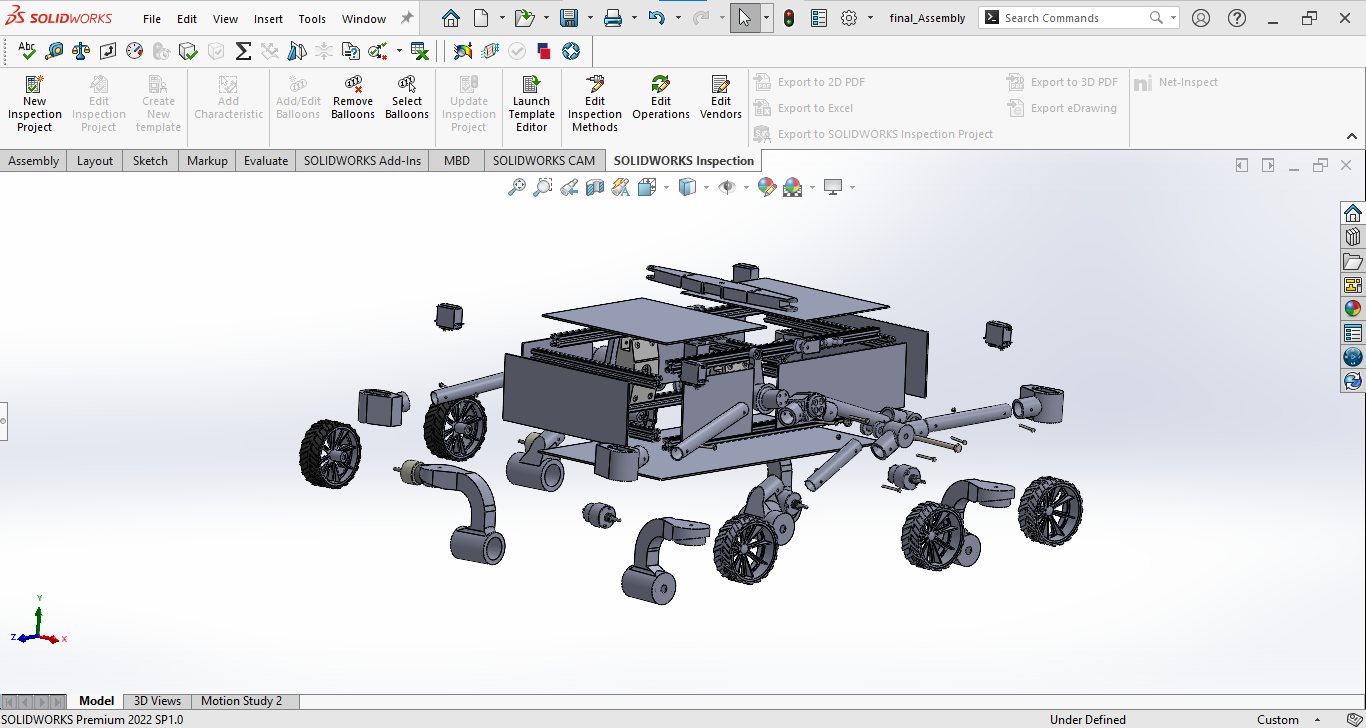 SOLIDWORKS File Edit View Insert Tools Window final_Assembly Search Commands
Abc
New Inspection Project
Edit Inspection Project
Create New template
Add Characteristic
Add/Edit Balloons
Remove Balloons
Select Balloons
Update Inspection Project
Launch Template Editor
Edit Inspection Methods
Edit Operations
Edit Vendors
Export to 2D PDF
Export to Excel
Export to SOLIDWORKS Inspection Project
Export to 3D PDF
Export eDrawing
Net-Inspect
Assembly Layout Sketch Markup Evaluate SOLIDWORKS Add-Ins MBD SOLIDWORKS CAM SOLIDWORKS Inspection
Y
Z X
Model 3D Views Motion Study 2
SOLIDWORKS Premium 2022 SP1.0 Under Defined Custom